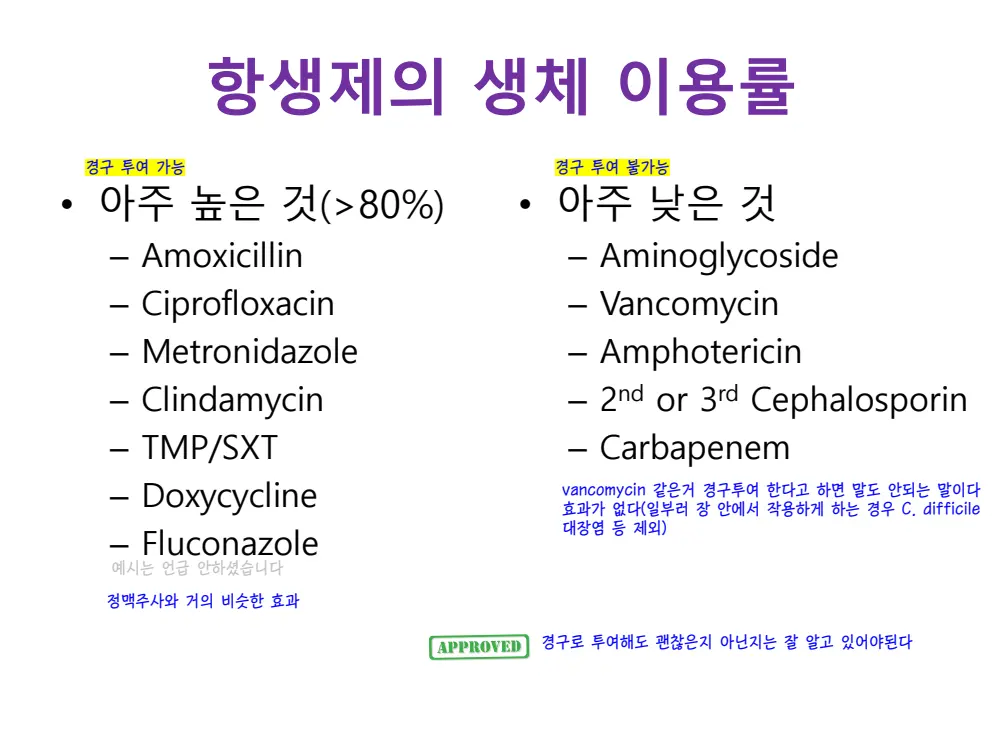 항생제의 생체 이용률
경구 투여 가능
• 아주 높은 것(>80%)
– Amoxicillin
– Ciprofloxacin
– Metronidazole
– Clindamycin
– TMP/SXT
– Doxycycline
– Fluconazole
예시는 언급 안하셨습니다
정맥주사와 거의 비슷한 효과
경구 투여 불가능
• 아주 낮은 것
– Aminoglycoside
– Vancomycin
– Amphotericin
– 2nd or 3rd Cephalosporin
– Carbapenem
vancomycin 같은거 경구투여 한다고 하면 말도 안되는 말이다
효과가 없다(일부러 장 안에서 작용하게 하는 경우 C. difficile
대장염 등 제외)
APPROVED 경구로 투여해도 괜찮은지 아닌지는 잘 알고 있어야된다